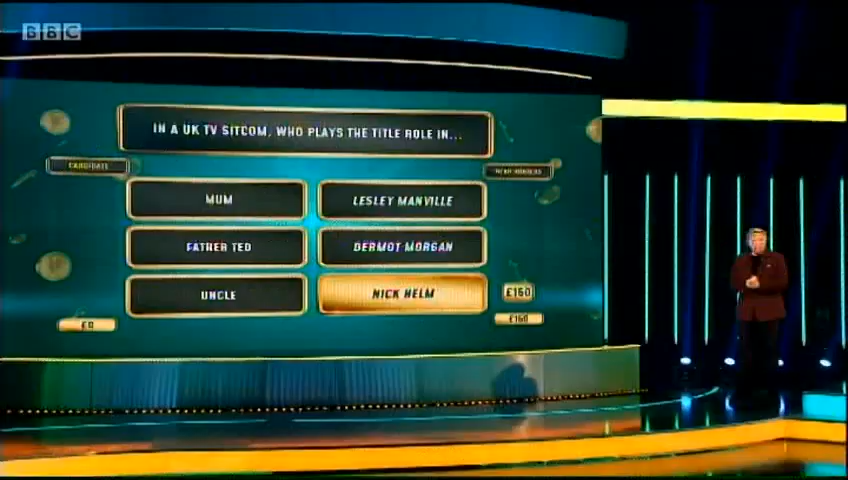 BBC
IN A UK TV SITCOM, WHO PLAYS THE TITLE ROLE IN...
CANDIDATE
MUM
LESLEY MANVILLE
FATHER TED
DERMOT MORGAN
UNCLE
NICK HELM
£150
£0
£150